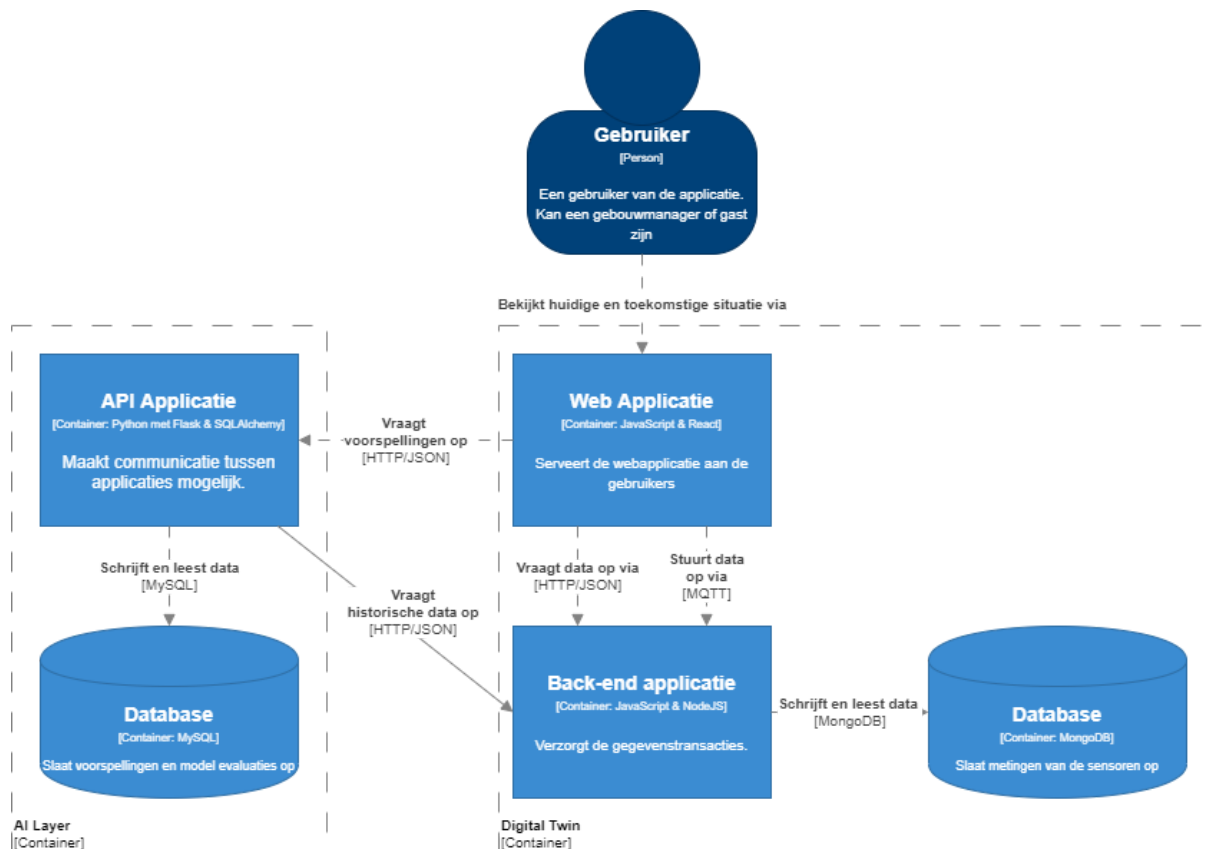 Gebruiker
[Person]
Een gebruiker van de applicatie.
Kan een gebouwmanager of gast
zijn
Bekijkt huidige en toekomstige situatie via
API Applicatie
[Container: Python met Flask & SQLAlchemy]
Maakt communicatie tussen
applicaties mogelijk.
Vraagt
voorspellingen op
[HTTP/JSON]
Web Applicatie
[Container: JavaScript & React]
Serveert de webapplicatie aan de
gebruikers
Schrijft en leest data
[MySQL]
Vraagt
historische data op
[HTTP/JSON]
Vraagt data op via
[HTTP/JSON]
Stuurt data
op via
[MQTT]
Database
[Container: MySQL]
Slaat voorspellingen en model evaluaties op
Back-end applicatie
[Container: JavaScript & NodeJS]
Verzorgt de gegevenstransacties.
Schrijft en leest data
[MongoDB]
Database
[Container: MongoDB]
Slaat metingen van de sensoren op
AI Layer
[Container]
Digital Twin
[Container]